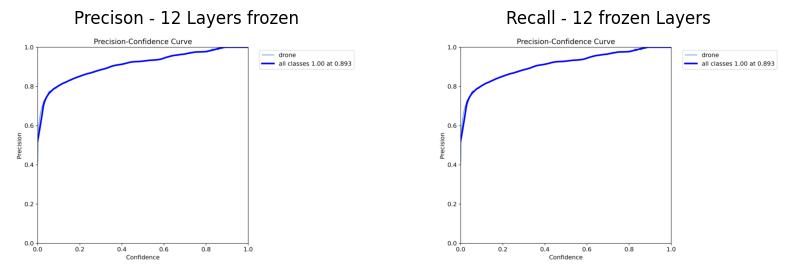 Precison - 12 Layers frozen
Precision-Confidence Curve
drone
all classes 1.00 at 0.893
1.0
0.8
0.6
0.4
0.2
0.0
Precision
0.0 0.2 0.4 0.6 0.8 1.0
Confidence
Recall - 12 frozen Layers
Precision-Confidence Curve
drone
all classes 1.00 at 0.893
1.0
0.8
0.6
0.4
0.2
0.0
Precision
0.0 0.2 0.4 0.6 0.8 1.0
Confidence